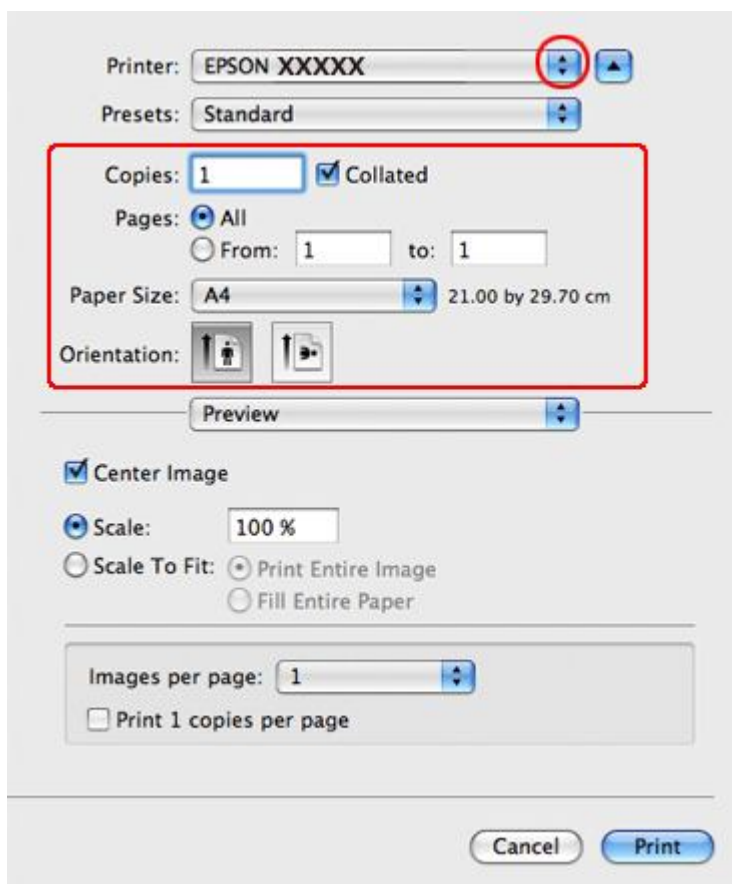 Printer: EPSON XXXXX
Presets: Standard
Copies: 1 Collated
Pages: All
From: 1 to: 1
Paper Size: A4 21.00 by 29.70 cm
Orientation:
Preview
Center Image
Scale: 100 %
Scale To Fit: Print Entire Image
Fill Entire Paper
Images per page: 1
Print 1 copies per page
Cancel Print